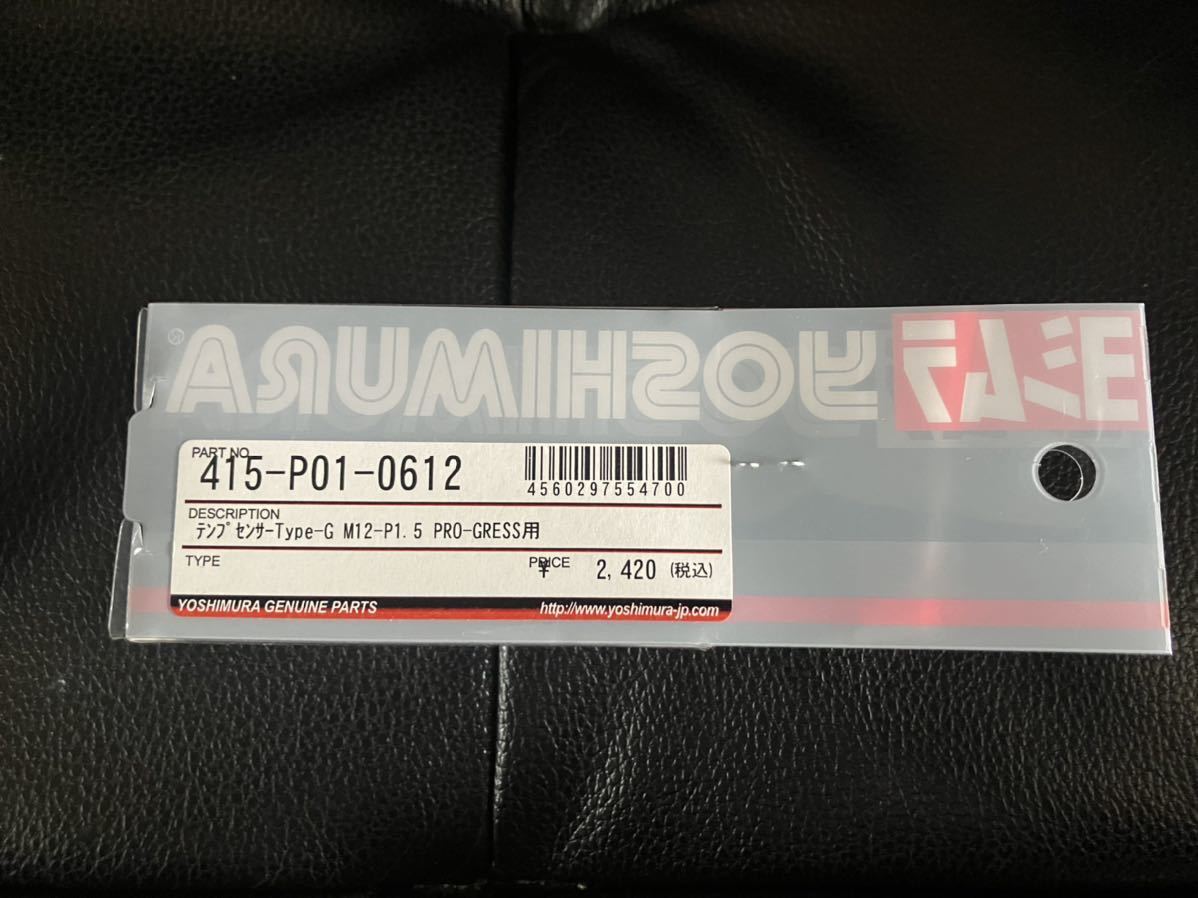 YOSHIMURA ヨシムラ
PART NO.
415-P01-0612
4560297554700
DESCRIPTION
ﾃﾝﾌﾟｾﾝｻｰType-G M12-P1.5 PRO-GRESS用
TYPE
PRICE
¥ 2,420 (税込)
YOSHIMURA GENUINE PARTS http://www.yoshimura-jp.com